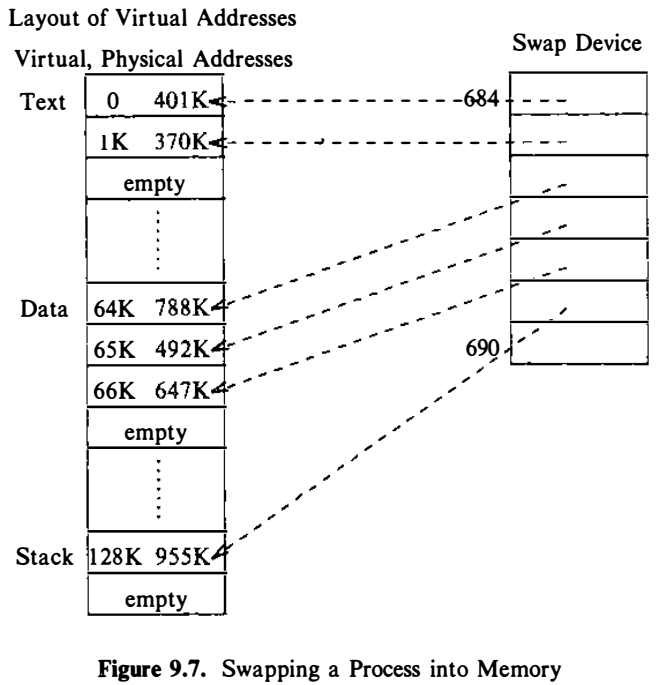 Layout of Virtual Addresses
Virtual, Physical Addresses
Swap Device
Text 0 401K 684
1K 370K
empty
Data 64K 788K
65K 492K 690
66K 647K
empty
Stack 128K 955K
empty
Figure 9.7. Swapping a Process into Memory